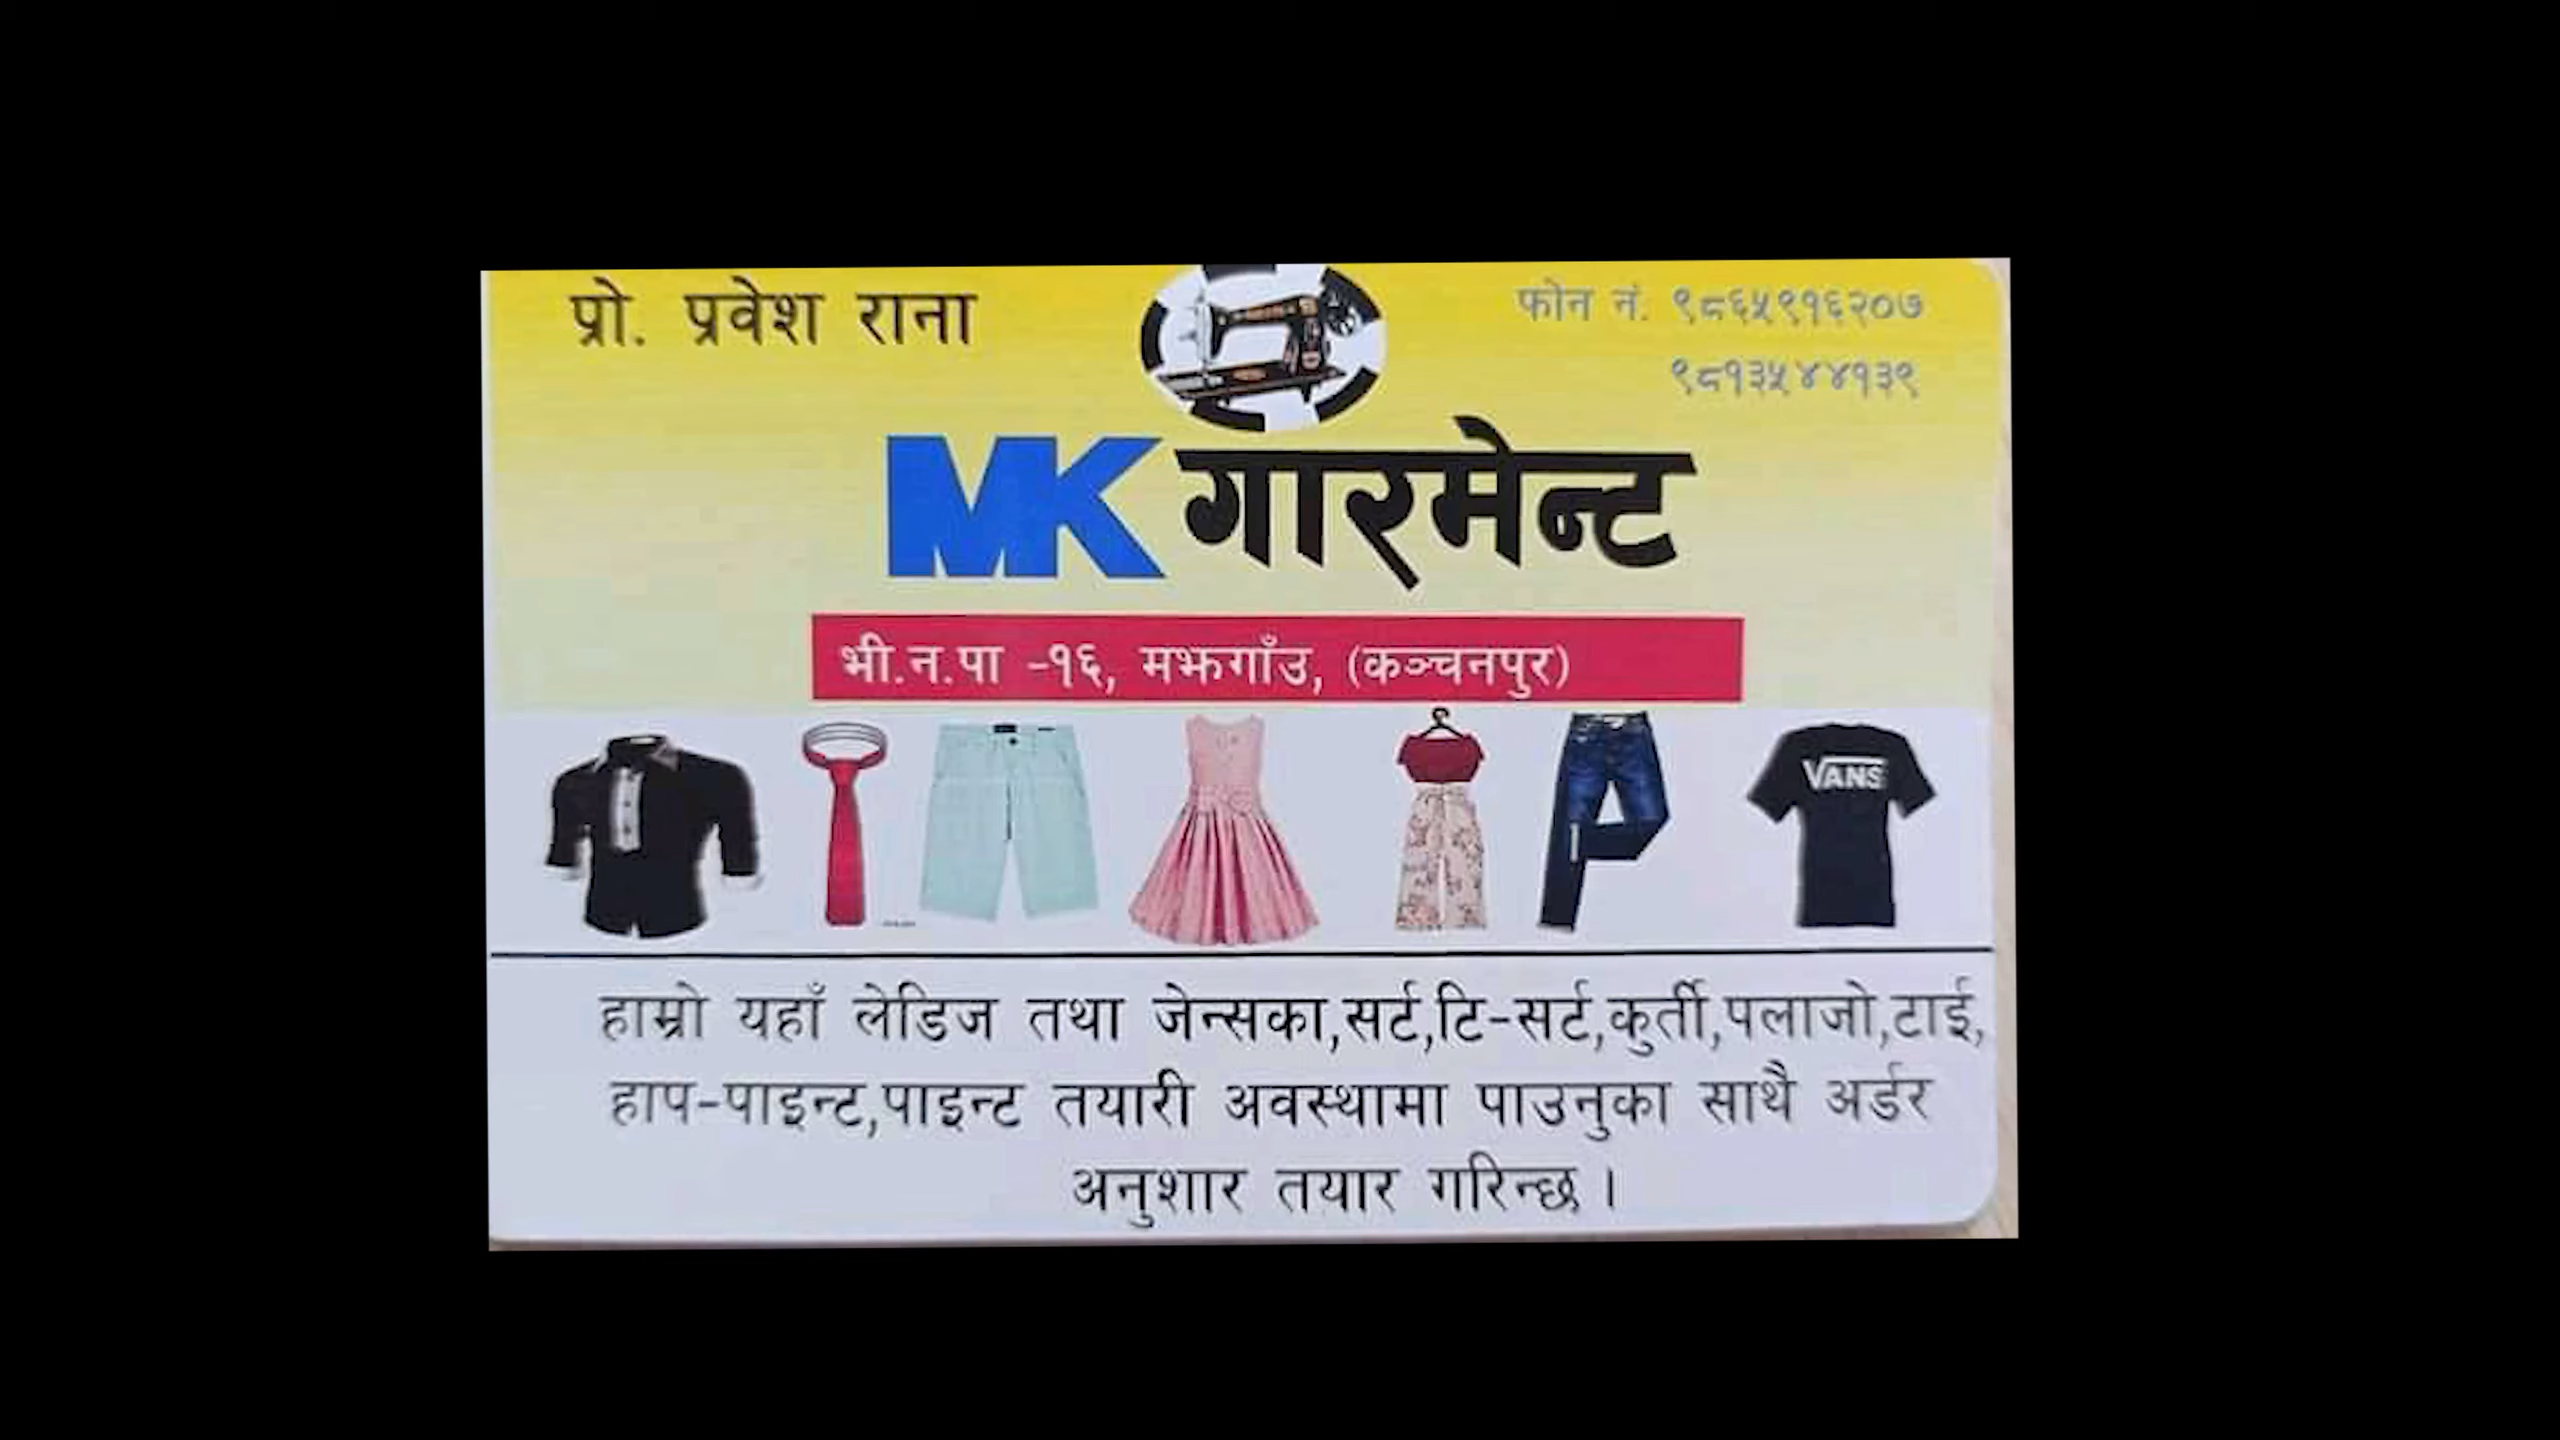 प्रो. प्रवेश राना
फोन नं. ९८६५९१६२०७
९८१३५४४१३९
MK गारमेन्ट
भी.न.पा -१६, मझगाँउ, (कञ्चनपुर)
VANS
हाम्रो यहाँ लेडिज तथा जेन्सका,सर्ट,टि-सर्ट,कुर्ती,पलाजो,टाई,
हाप-पाइन्ट,पाइन्ट तयारी अवस्थामा पाउनुका साथै अर्डर
अनुशार तयार गरिन्छ ।